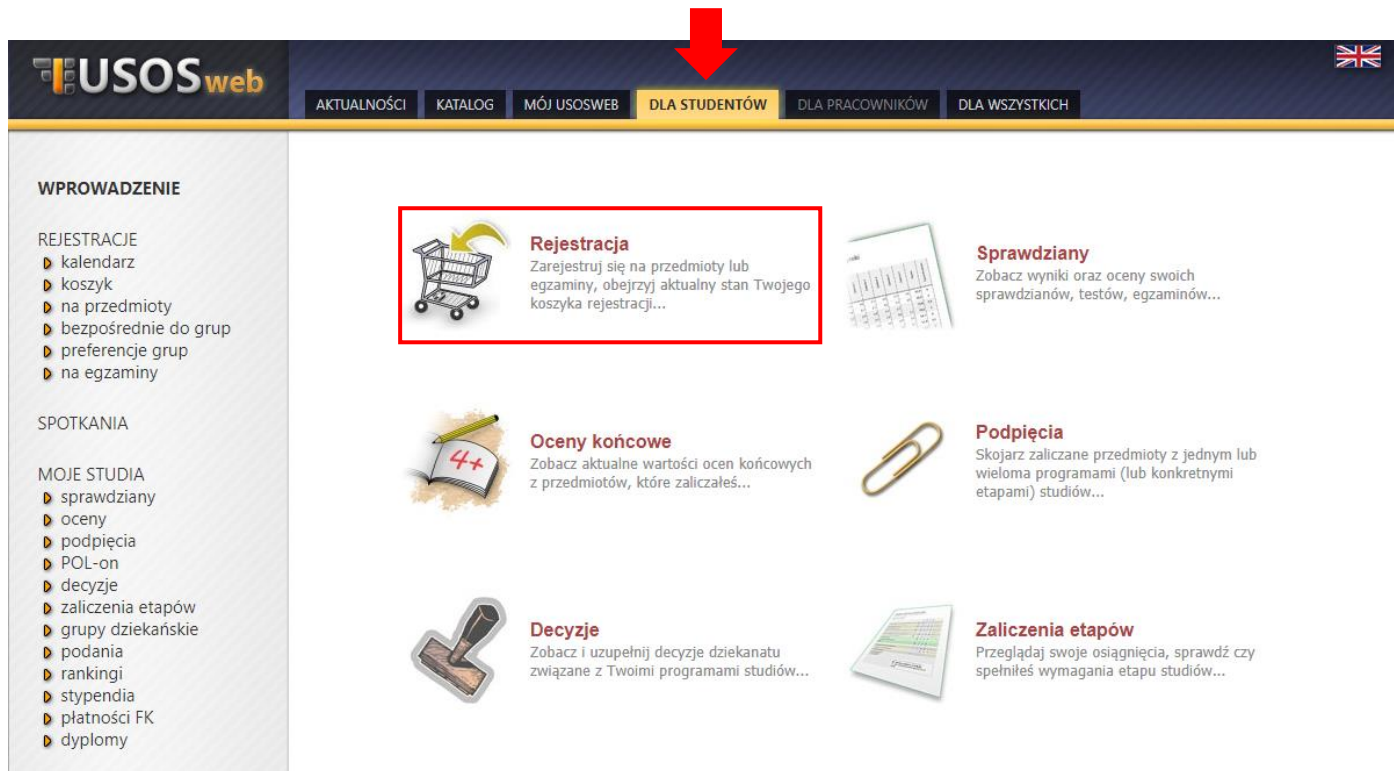 USOSweb
AKTUALNOŚCI KATALOG MÓJ USOSWEB DLA STUDENTÓW DLA PRACOWNIKÓW DLA WSZYSTKICH
WPROWADZENIE
REJESTRACJE
kalendarz
koszyk
na przedmioty
bezpośrednie do grup
preferencje grup
na egzaminy
SPOTKANIA
MOJE STUDIA
sprawdziany
oceny
podpięcia
POL-on
decyzje
zaliczenia etapów
grupy dziekańskie
podania
rankingi
stypendia
płatności FK
dyplomy
Rejestracja
Zarejestruj się na przedmioty lub
egzaminy, obejrzyj aktualny stan Twojego
koszyka rejestracji...
Sprawdziany
Zobacz wyniki oraz oceny swoich
sprawdzianów, testów, egzaminów...
4+
Oceny końcowe
Zobacz aktualne wartości ocen końcowych
z przedmiotów, które zaliczałeś...
Podpięcia
Skojarz zaliczane przedmioty z jednym lub
wieloma programami (lub konkretnymi
etapami) studiów...
Decyzje
Zobacz i uzupełnij decyzje dziekanatu
związane z Twoimi programami studiów...
Zaliczenia etapów
Przeglądaj swoje osiągnięcia, sprawdź czy
spełniłeś wymagania etapu studiów...